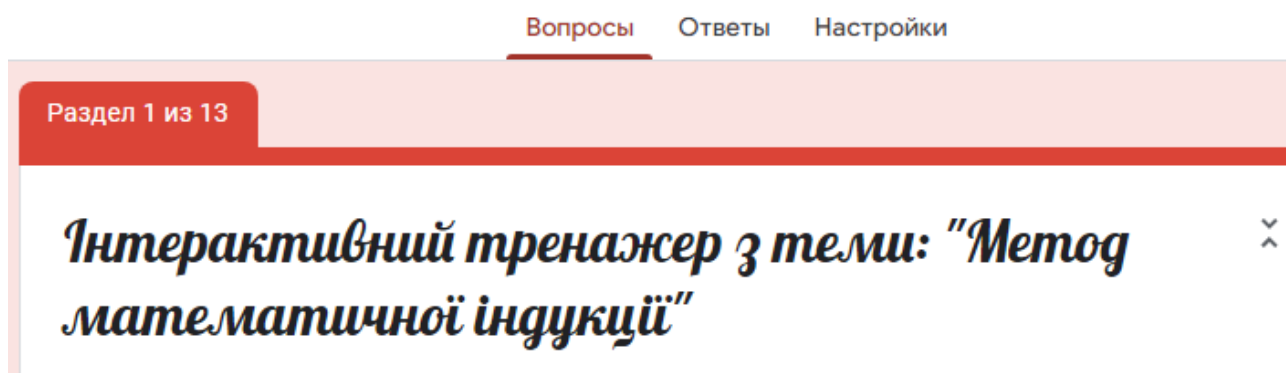 Вопросы Ответы Настройки
Раздел 1 из 13
Інтерактивний тренажер з теми: "Метод
математичної індукції"